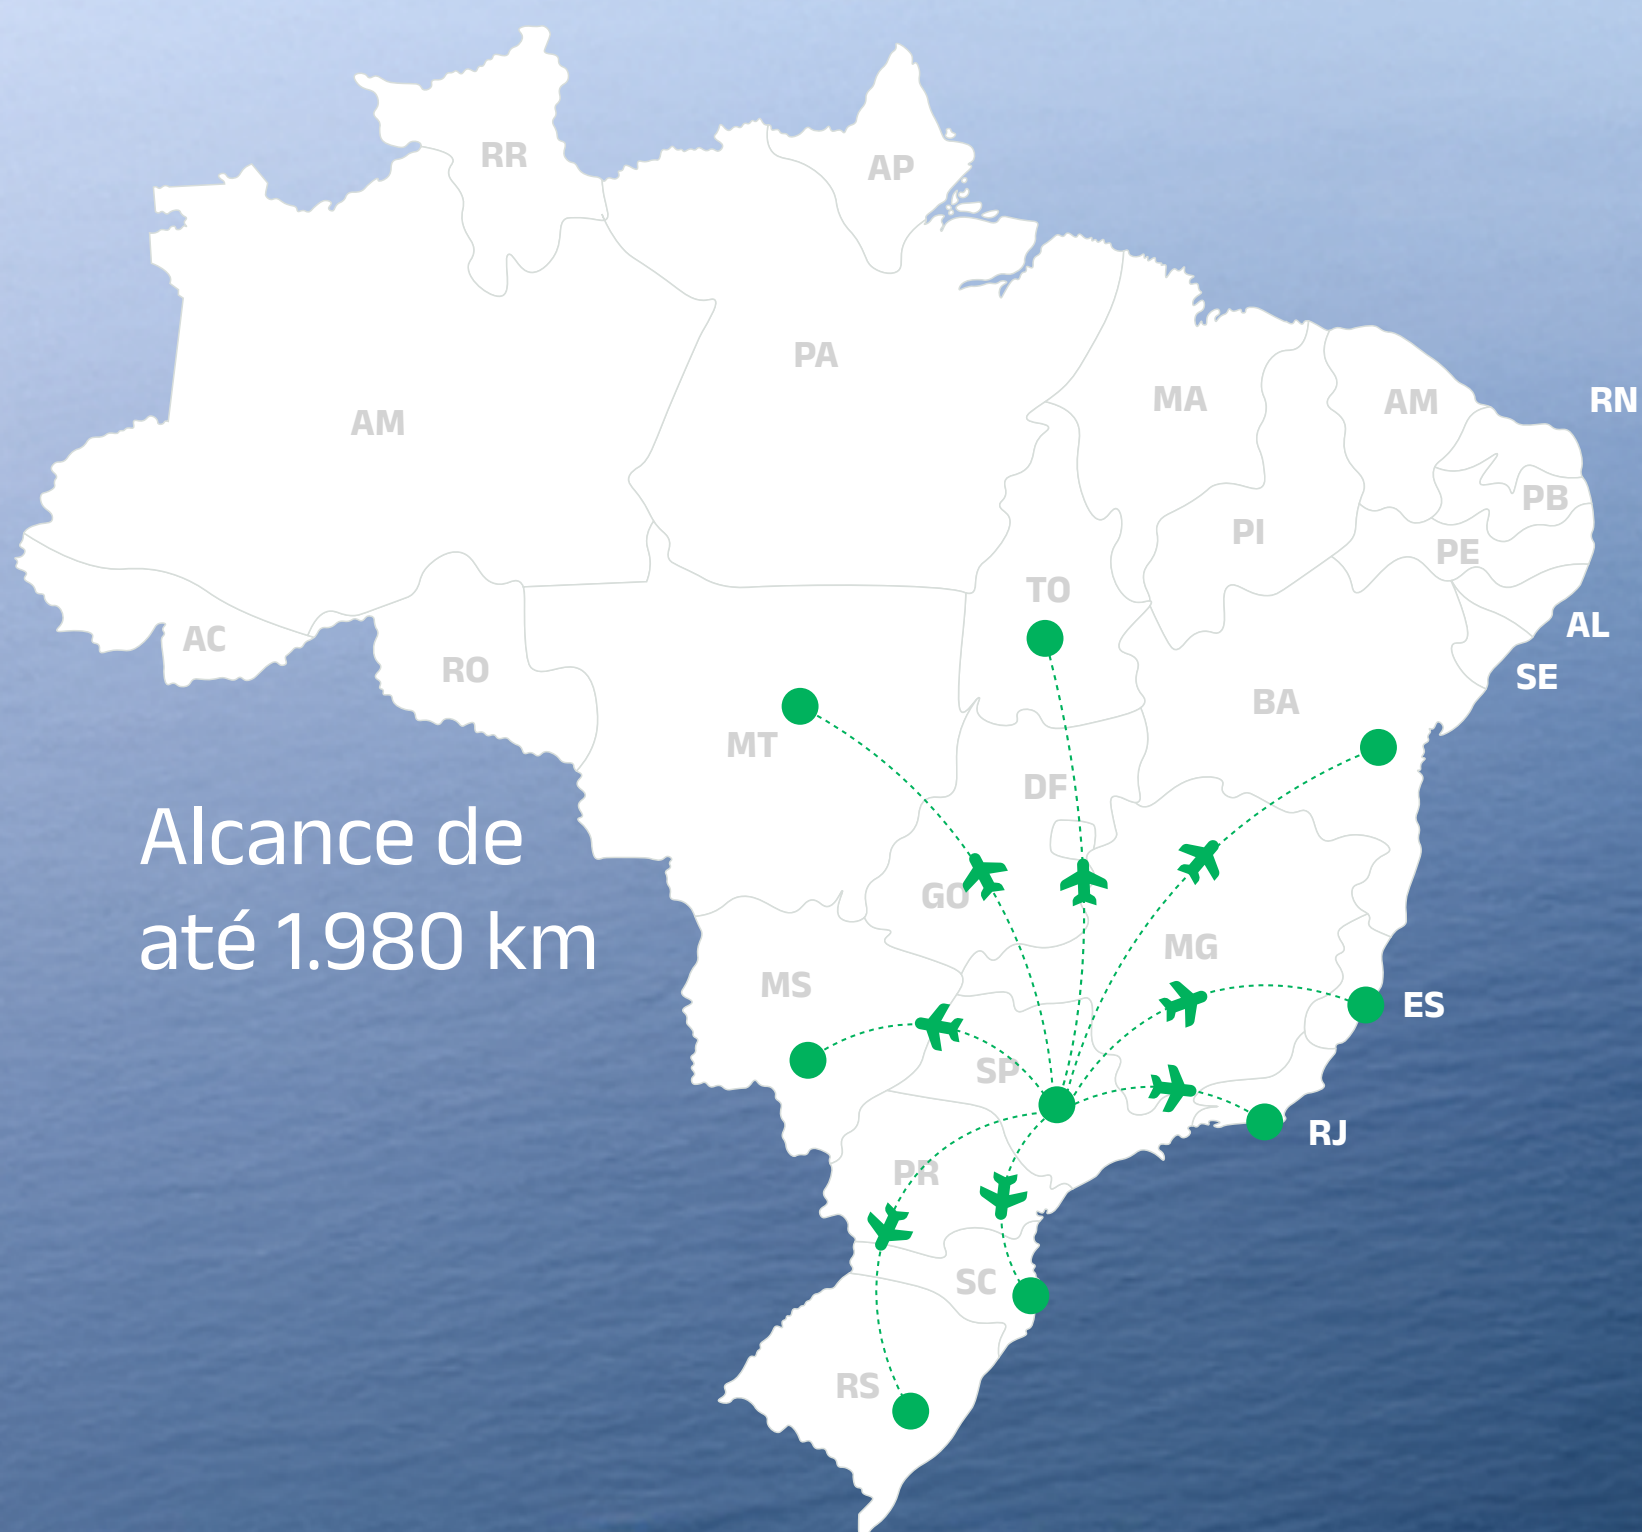 RR
AP
PA
MA
AM
RN
AM
PB
PI
PE
TO
AL
AC
RO
SE
BA
MT
DF
Alcance de
até 1.980 km
GO
MG
MS
ES
SP
RJ
PR
SC
RS